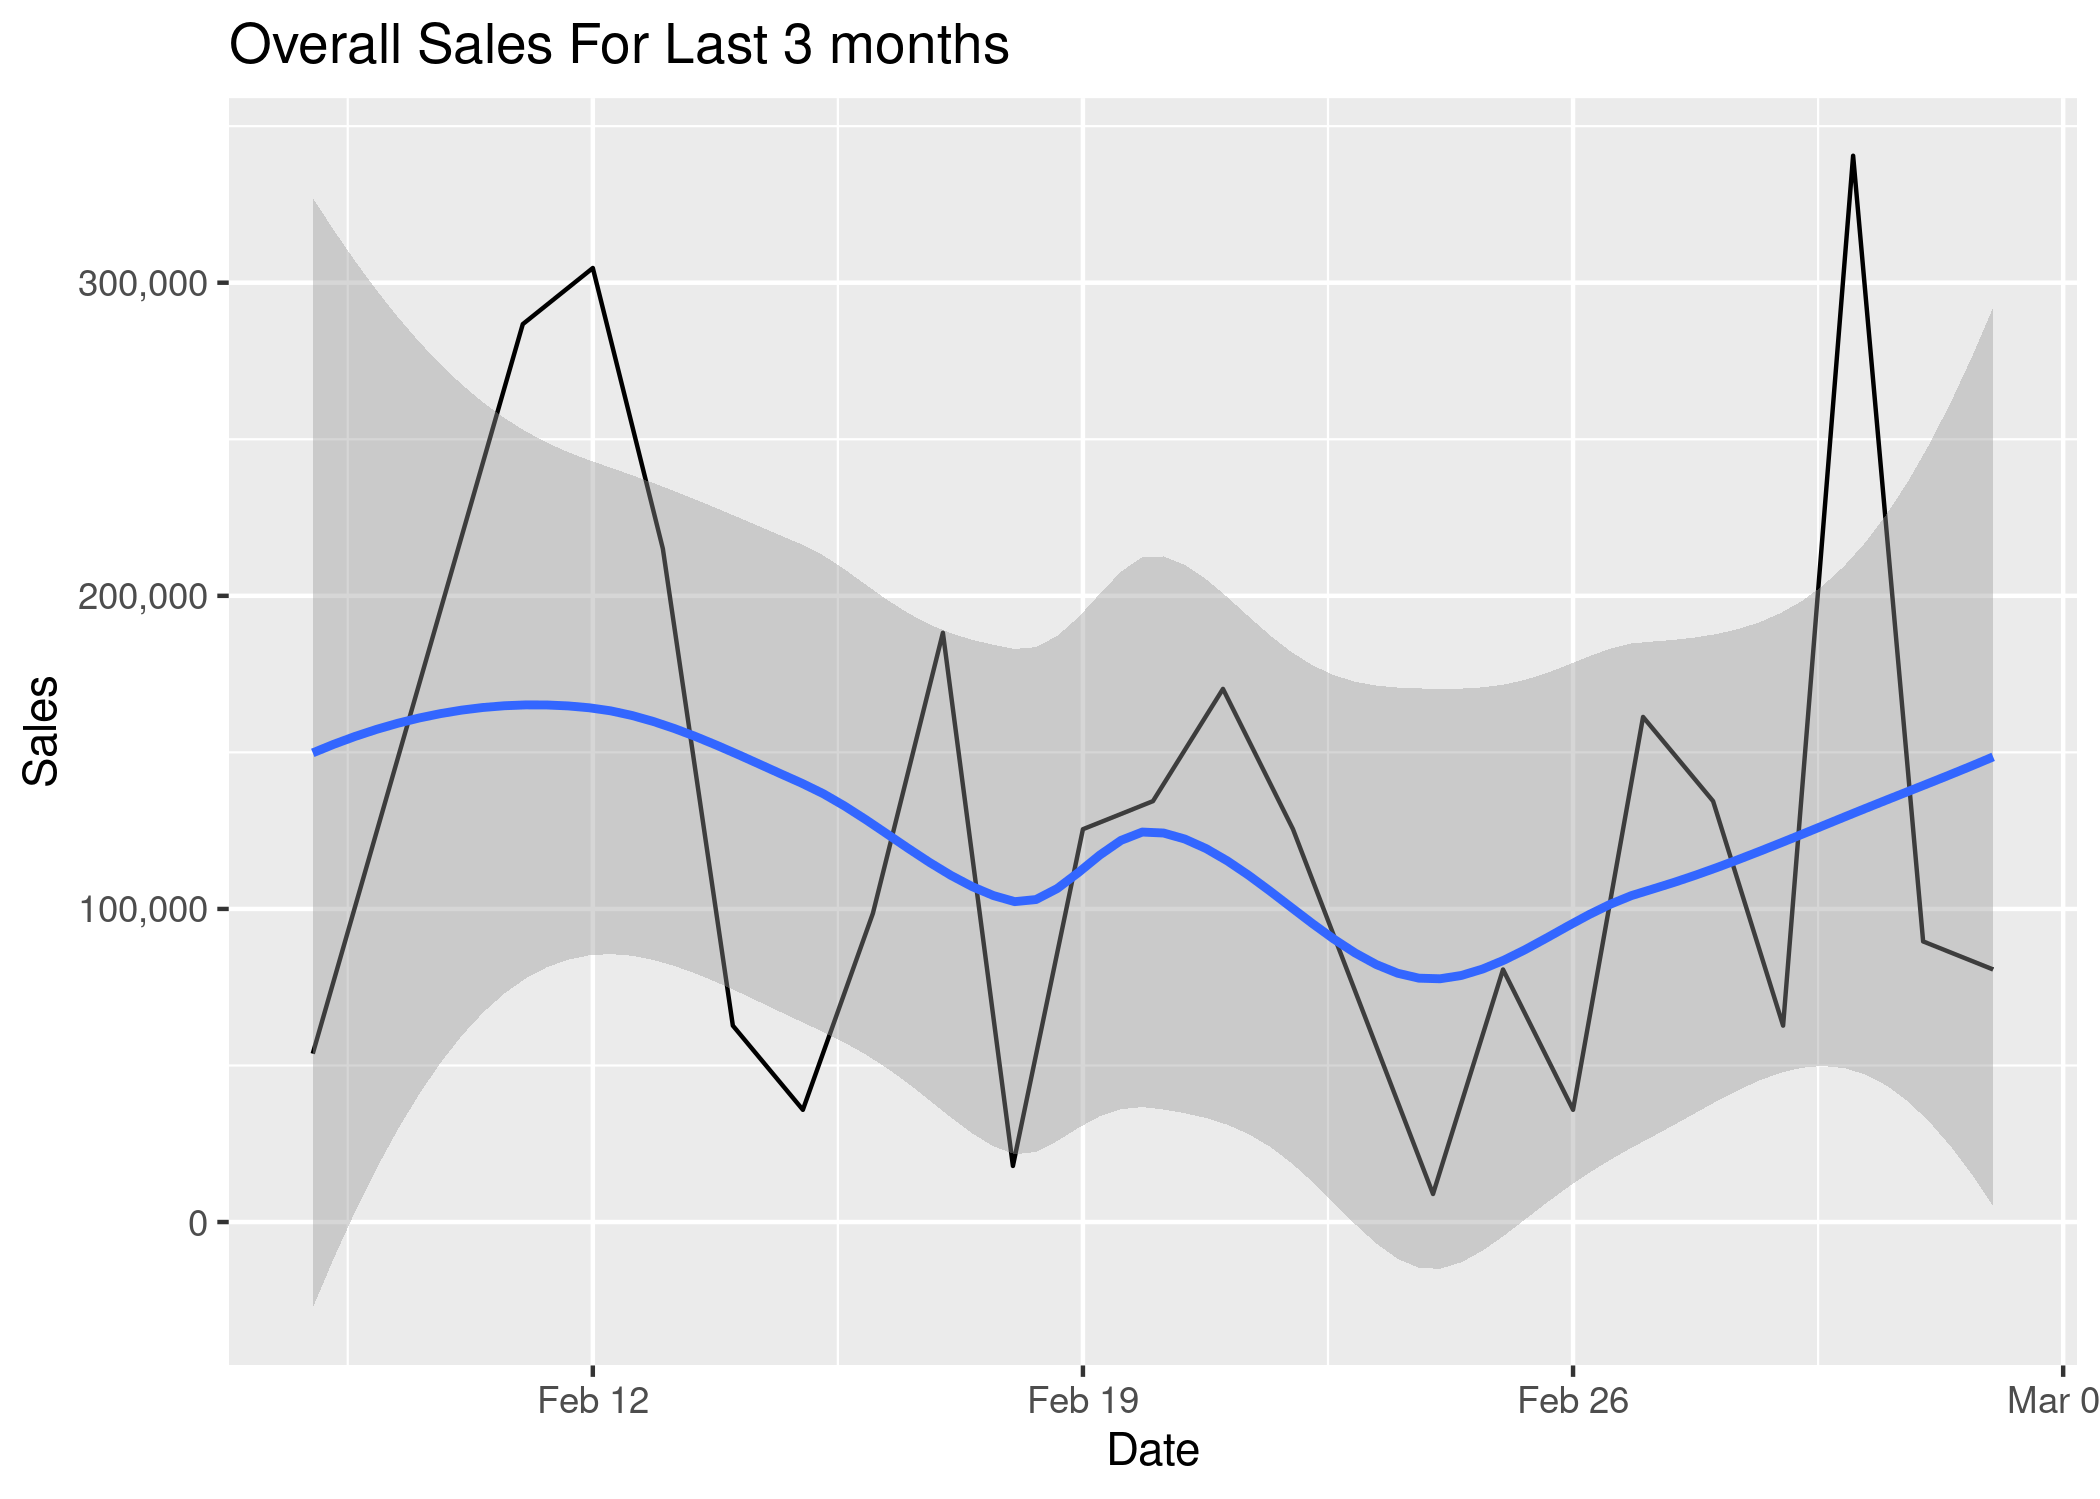 Overall Sales For Last 3 months
300,000
200,000
100,000
0
Sales
Feb 12
Feb 19
Feb 26
Mar 0
Date